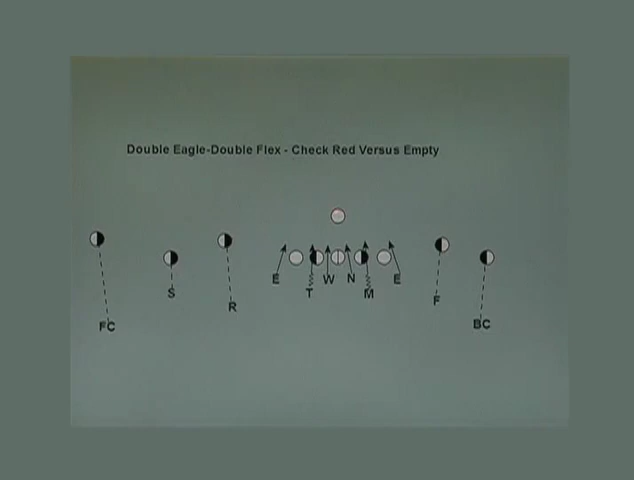 Double Eagle-Double Flex - Check Red Versus Empty
E W N E
S T M
R F
FC BC